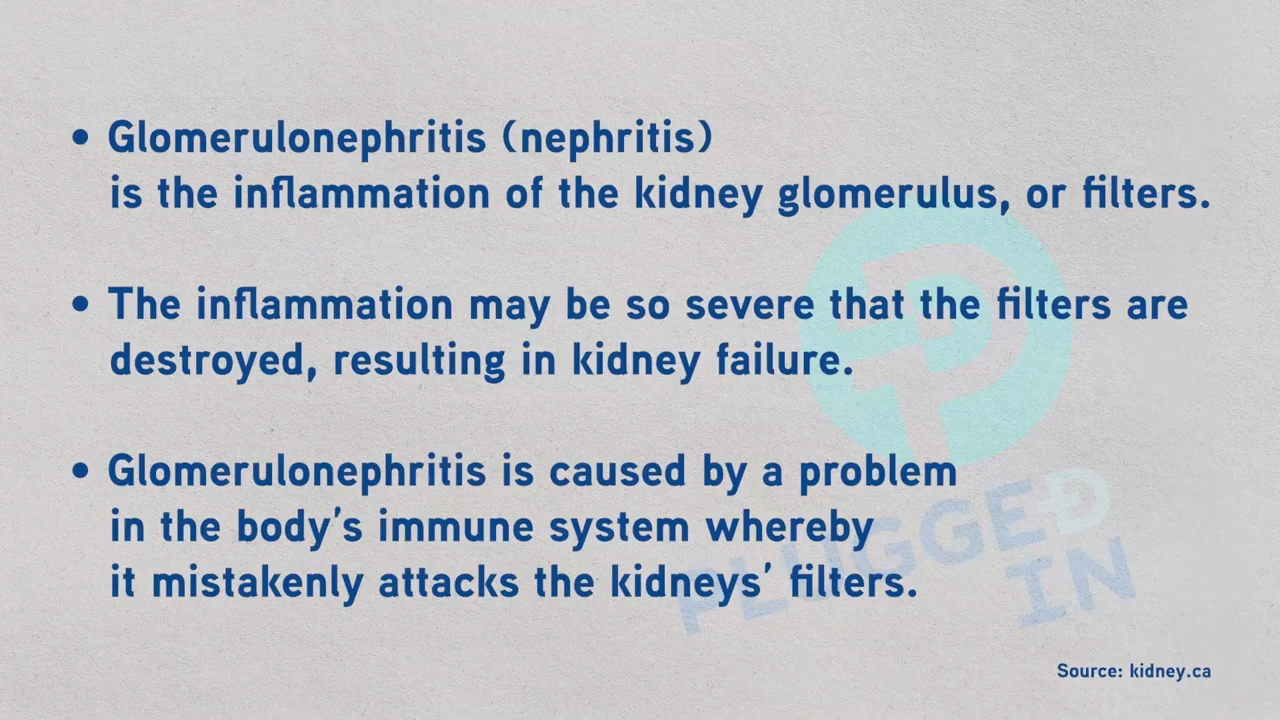 • Glomerulonephritis (nephritis)
is the inflammation of the kidney glomerulus, or filters.
• The inflammation may be so severe that the filters are
destroyed, resulting in kidney failure.
• Glomerulonephritis is caused by a problem
in the body's immune system whereby
it mistakenly attacks the kidneys' filters.
PLUGGED
IN
Source: kidney.ca